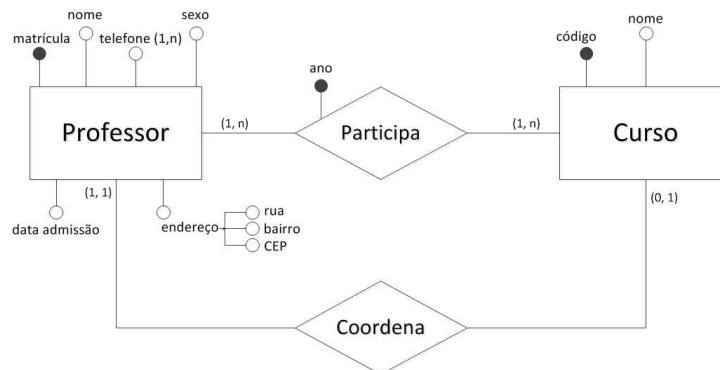 nome
sexo
matrícula
telefone (1,n)
código
nome
ano
Professor
(1, n)
Participa
(1, n)
Curso
(1, 1)
(0, 1)
data admissão
endereço
rua
bairro
CEP
Coordena